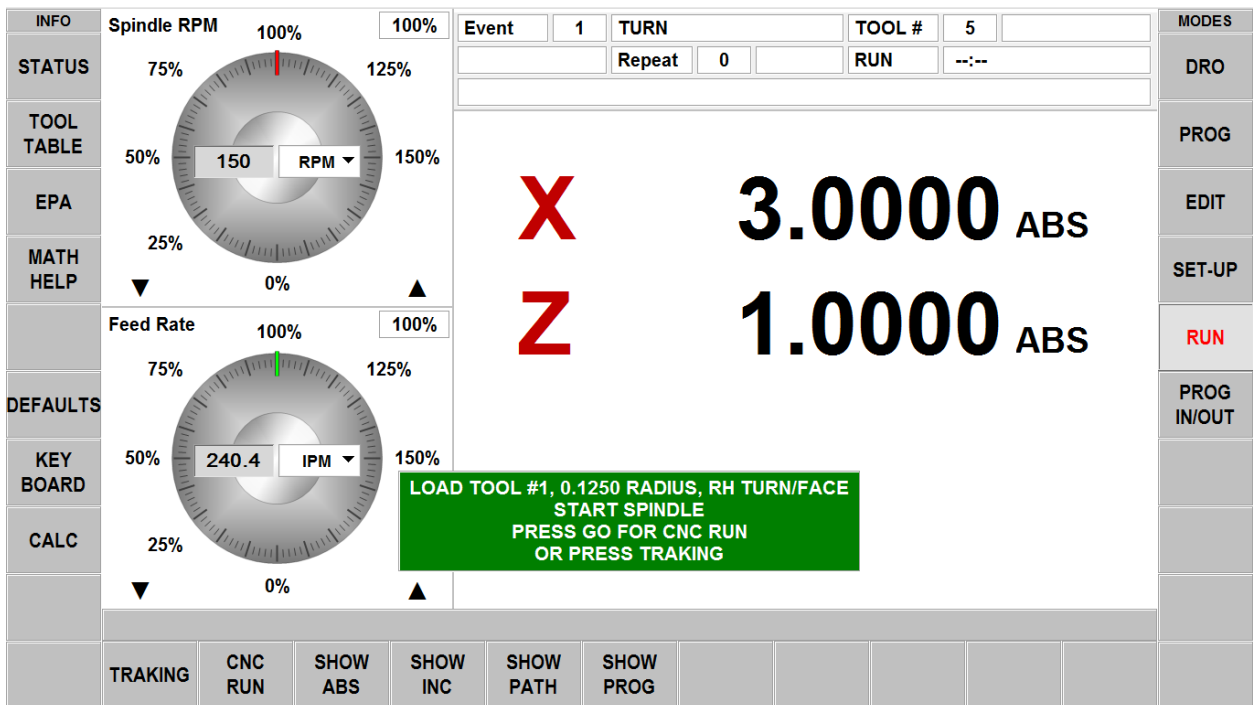 INFO
STATUS
TOOL
TABLE
EPA
MATH
HELP
DEFAULTS
KEY
BOARD
CALC
Spindle RPM
100%
100%
75%
125%
50%
150
RPM
150%
25%
0%
Feed Rate
100%
100%
75%
125%
50%
240.4
IPM
150%
25%
0%
Event 1 TURN TOOL # 5
Repeat 0 RUN --:--
X 3.0000 ABS
Z 1.0000 ABS
LOAD TOOL #1, 0.1250 RADIUS, RH TURN/FACE
START SPINDLE
PRESS GO FOR CNC RUN
OR PRESS TRAKING
TRAKING
CNC
RUN
SHOW
ABS
SHOW
INC
SHOW
PATH
SHOW
PROG
MODES
DRO
PROG
EDIT
SET-UP
RUN
PROG
IN/OUT